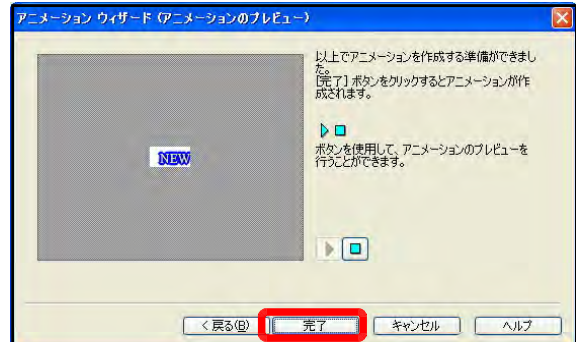 アニメーション ウィザード (アニメーションのプレビュー)
以上でアニメーションを作成する準備ができまし
た。
[完了] ボタンをクリックするとアニメーションが作
成されます。
ボタンを使用して、アニメーションのプレビューを
行うことができます。
NEW
< 戻る(B)
完了
キャンセル
ヘルプ